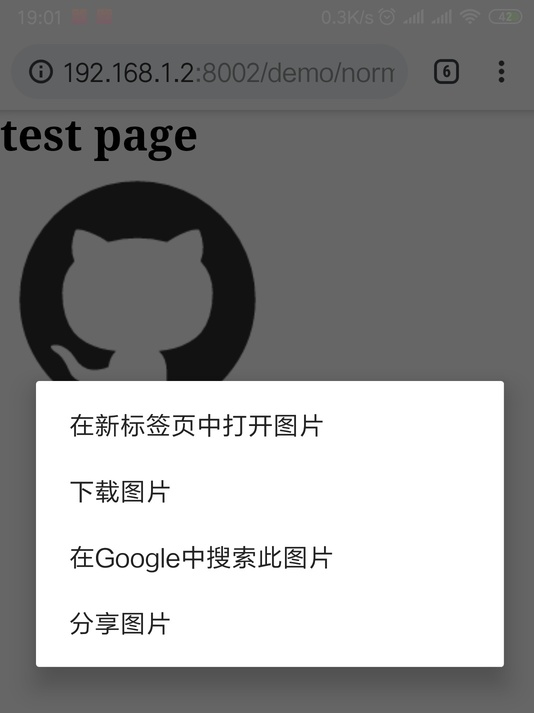 19:01
0.3K/s
42
192.168.1.2:8002/demo/norm
6
test page
在新标签页中打开图片
下载图片
在Google中搜索此图片
分享图片